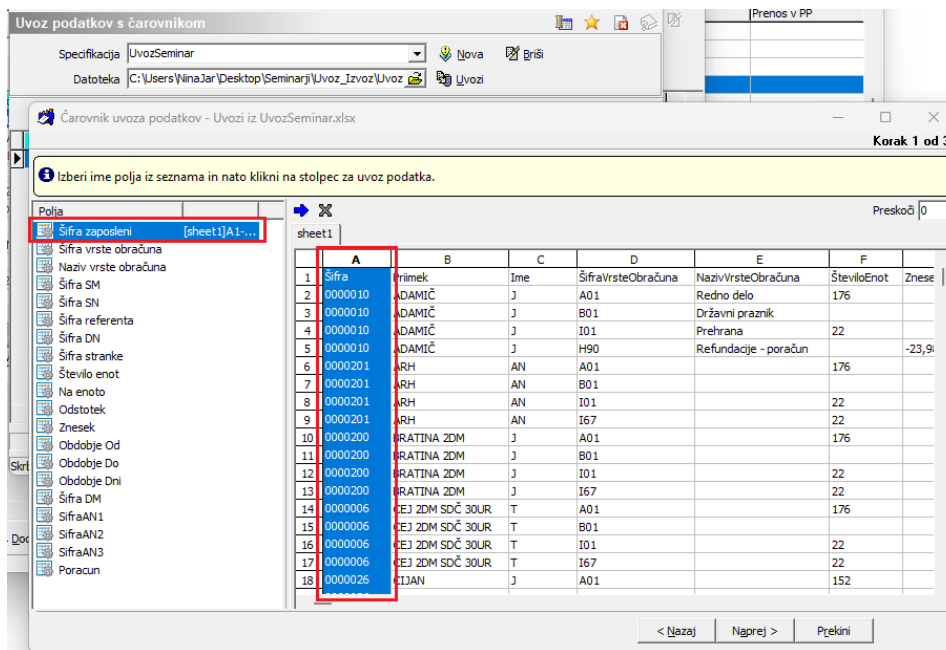 Uvoz podatkov s čarovnikom
Prenos v PP
Specifikacija UvozSeminar Nova Briši
Datoteka C:\Users\NinaJar\Desktop\Seminarji\Uvoz_Izvoz\Uvoz Uvozi
Čarovnik uvoza podatkov - Uvozi iz UvozSeminar.xlsx
Korak 1 od 3
Izberi ime polja iz seznama in nato klikni na stolpec za uvoz podatka.
Polja
Preskoči 0
Šifra zaposleni [sheet1]A1-...
Šifra vrste obračuna
Naziv vrste obračuna
Šifra SM
Šifra SN
Šifra referenta
Šifra DN
Šifra stranke
Število enot
Na enoto
Odstotek
Znesek
Obdobje Od
Obdobje Do
Obdobje Dni
Šifra DM
SifraAN1
SifraAN2
SifraAN3
Poracun
sheet1
A B C D E F
1 Šifra Priimek Ime ŠifraVrsteObračuna NazivVrsteObračuna ŠteviloEnot Znese
2 0000010 ADAMIČ J A01 Redno delo 176
3 0000010 ADAMIČ J B01 Državni praznik
4 0000010 ADAMIČ J I01 Prehrana 22
5 0000010 ADAMIČ J H90 Refundacije - poračun -23,98
6 0000201 ARH AN A01 176
7 0000201 ARH AN B01
8 0000201 ARH AN I01 22
9 0000201 ARH AN I67 22
10 0000200 BRATINA 2DM J A01 176
11 0000200 BRATINA 2DM J B01
12 0000200 BRATINA 2DM J I01 22
13 0000200 BRATINA 2DM J I67 22
14 0000006 CEJ 2DM SDČ 30UR T A01 176
15 0000006 CEJ 2DM SDČ 30UR T B01
16 0000006 CEJ 2DM SDČ 30UR T I01 22
17 0000006 CEJ 2DM SDČ 30UR T I67 22
18 0000026 CIJAN J A01 152
Skrl
. Doc
< Nazaj Naprej > Prekini